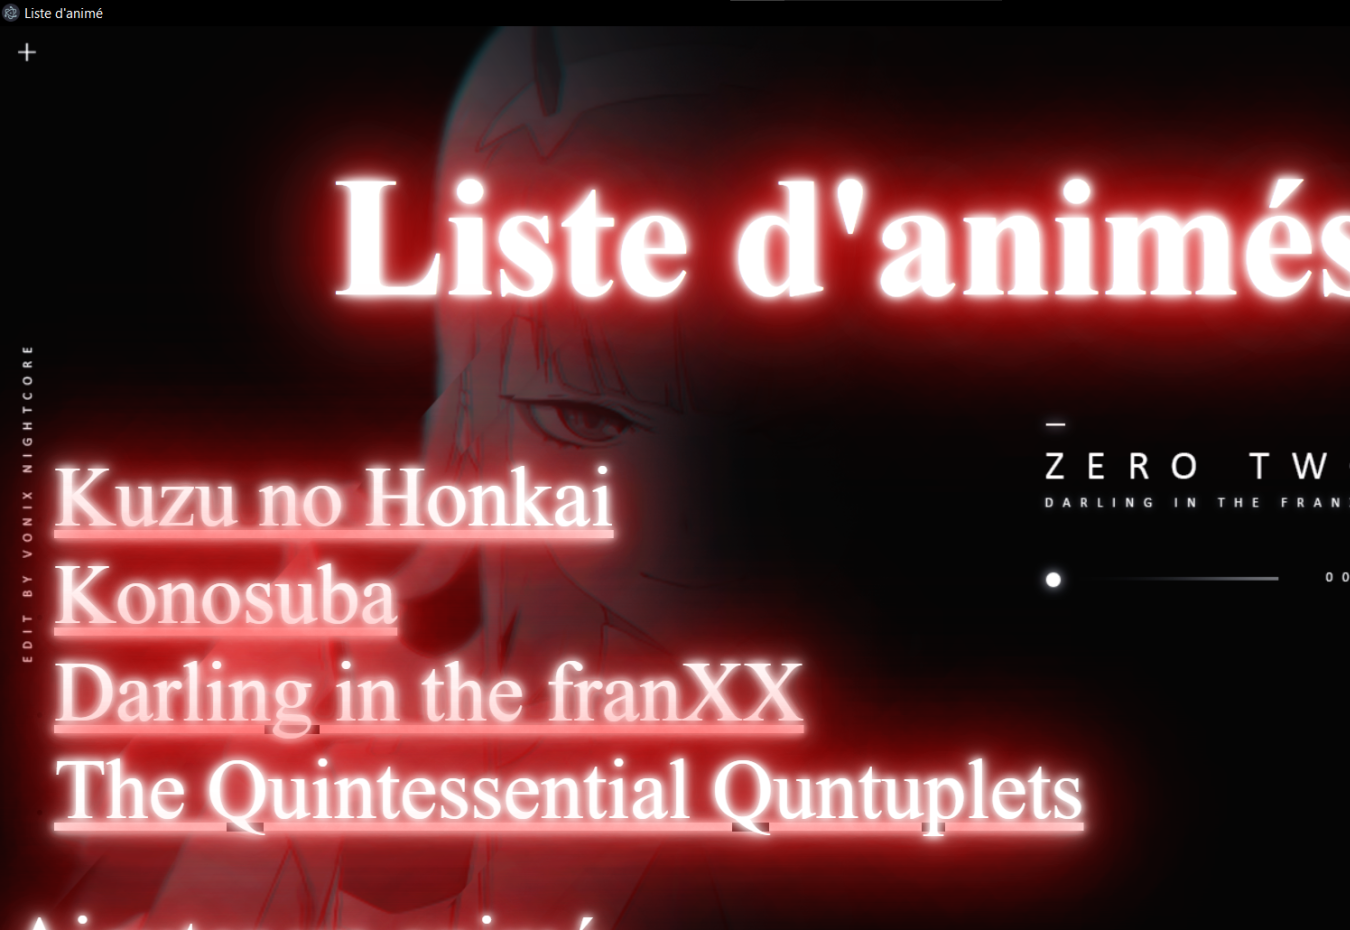 Liste d'animé
Liste d'animés
EDIT BY VONIX NIGHTCORE
ZERO TW
DARLING IN THE FRAN
00
Kuzu no Honkai
Konosuba
Darling in the franXX
The Quintessential Quntuplets